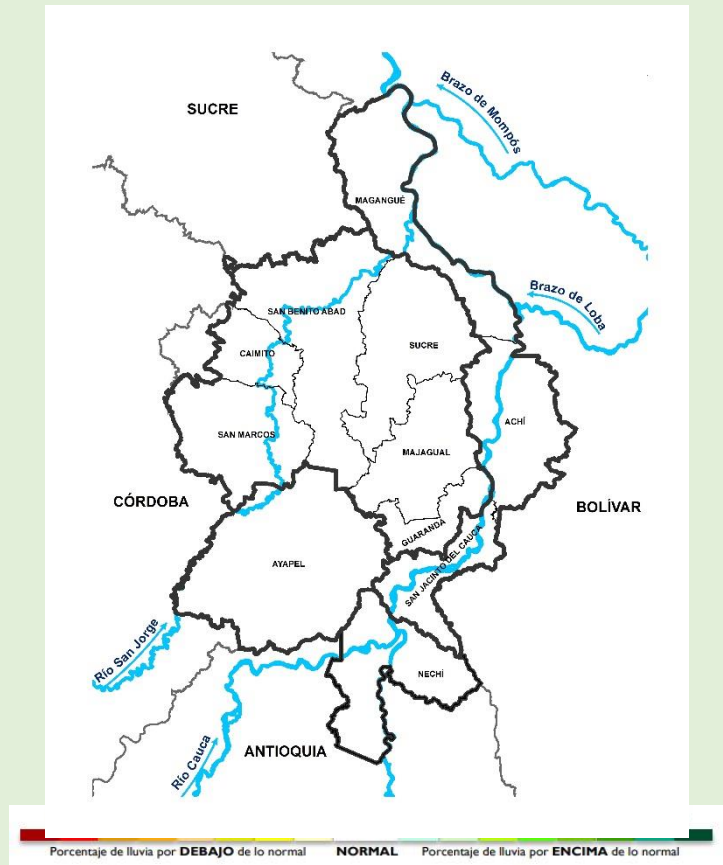 SUCRE
Brazo de Mompós
MAGANGUÉ
Brazo de Loba
SAN BENITO ABAD
SUCRE
CAIMITO
ACHÍ
SAN MARCOS
MAJAGUAL
CÓRDOBA
BOLÍVAR
GUARANDA
SAN JACINTO DEL CAUCA
AYAPEL
Río San Jorge
NECHÍ
ANTIOQUIA
Río Cauca
Porcentaje de lluvia por DEBAJO de lo normal NORMAL Porcentaje de lluvia por ENCIMA de lo normal